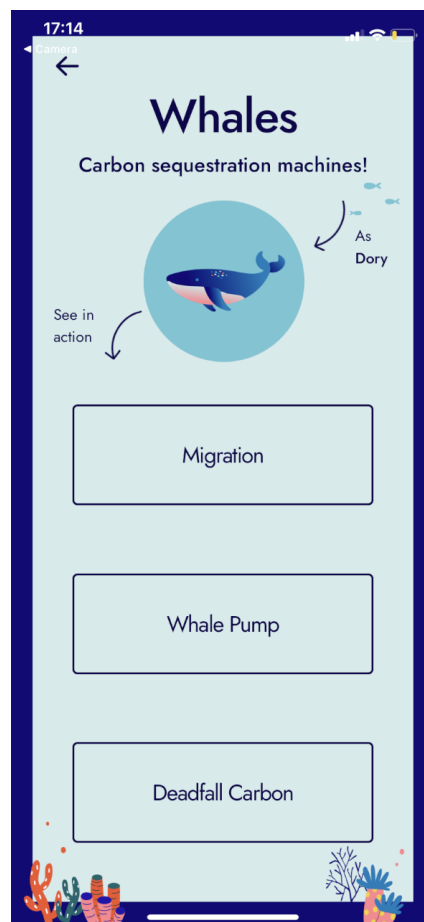 17:14
◀ Camera
Whales
Carbon sequestration machines!
As
Dory
See in
action
Migration
Whale Pump
Deadfall Carbon